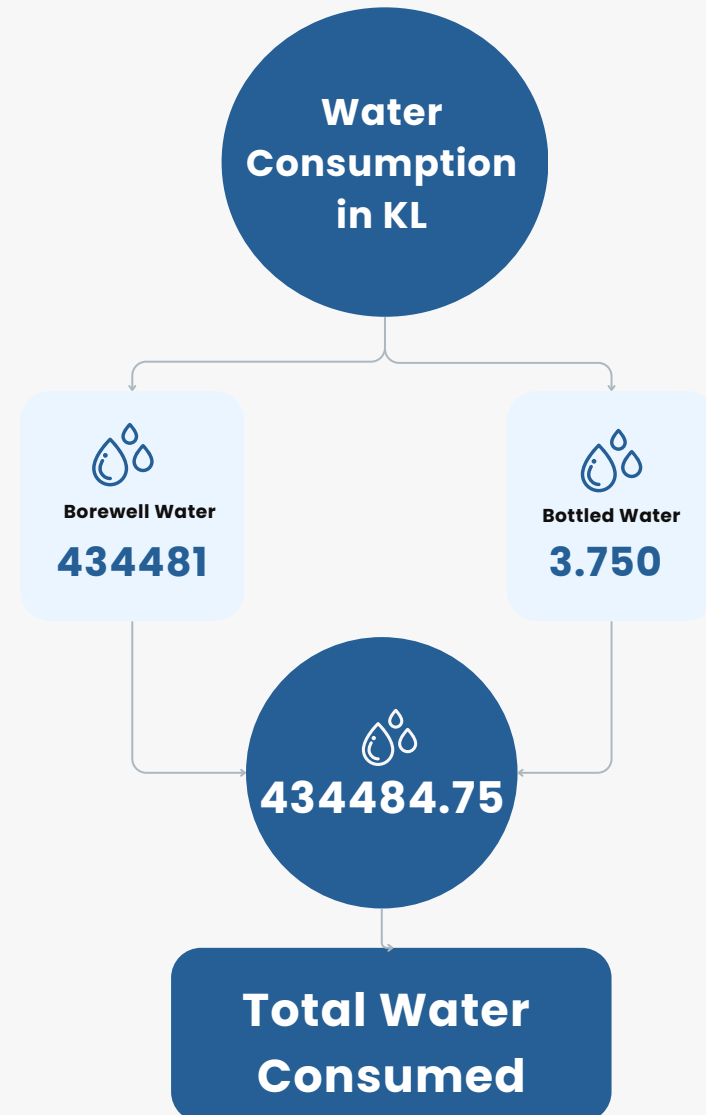 Water
Consumption
in KL
Borewell Water
434481
Bottled Water
3.750
434484.75
Total Water
Consumed